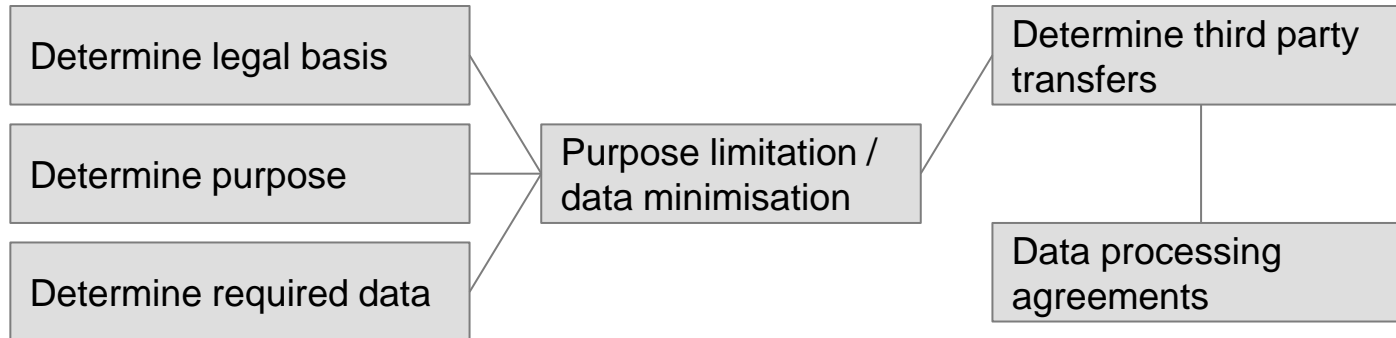 Determine legal basis
Determine purpose
Determine required data
Purpose limitation /
data minimisation
Determine third party
transfers
Data processing
agreements